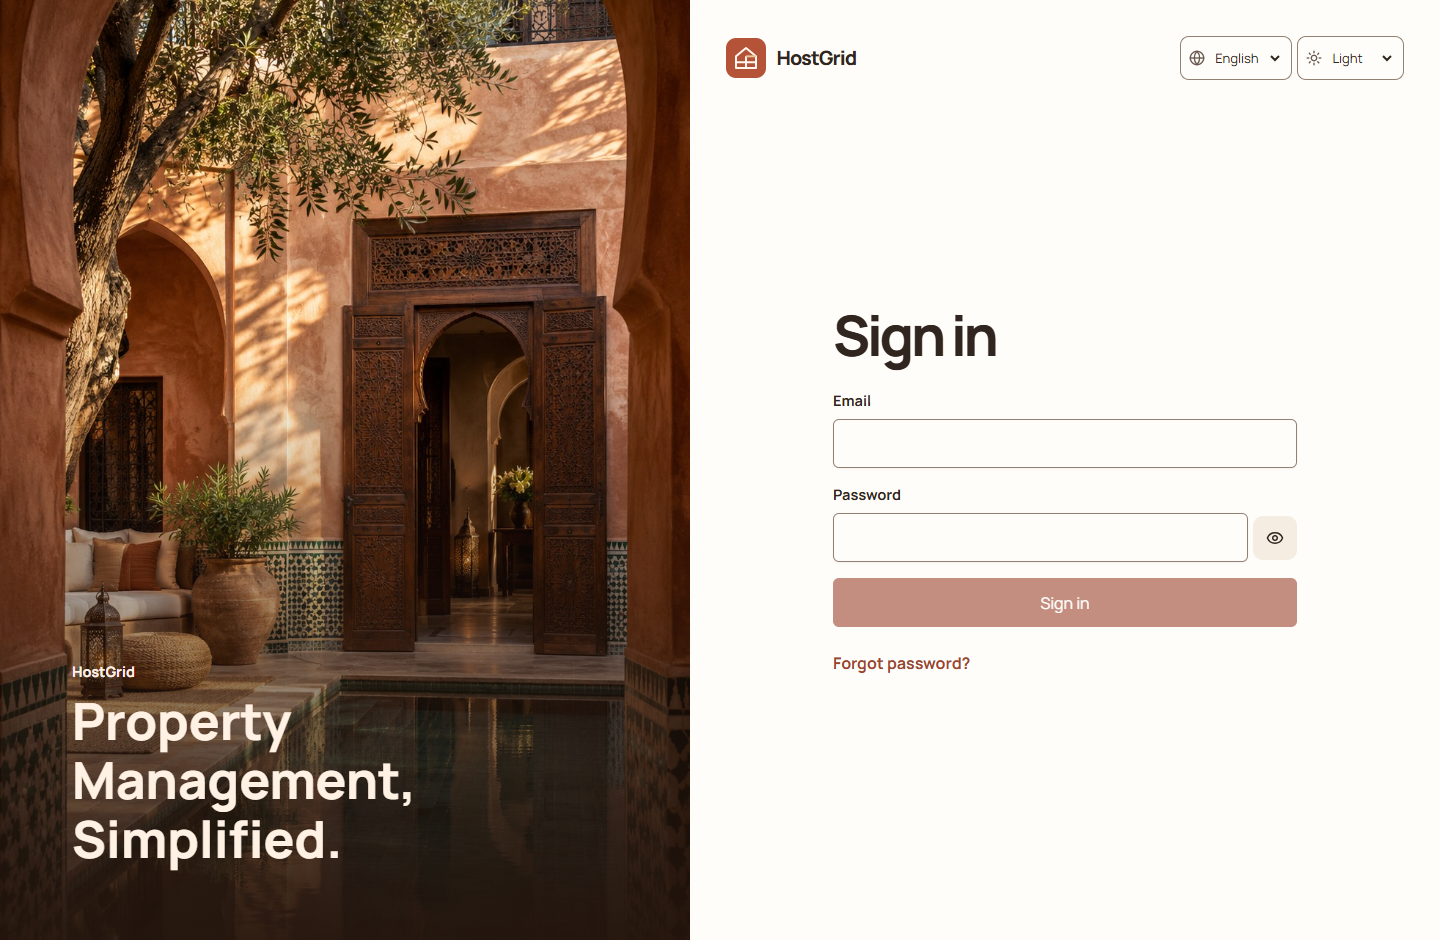 HostGrid
Property
Management,
Simplified.
HostGrid
English
Light
Sign in
Email
Password
Sign in
Forgot password?